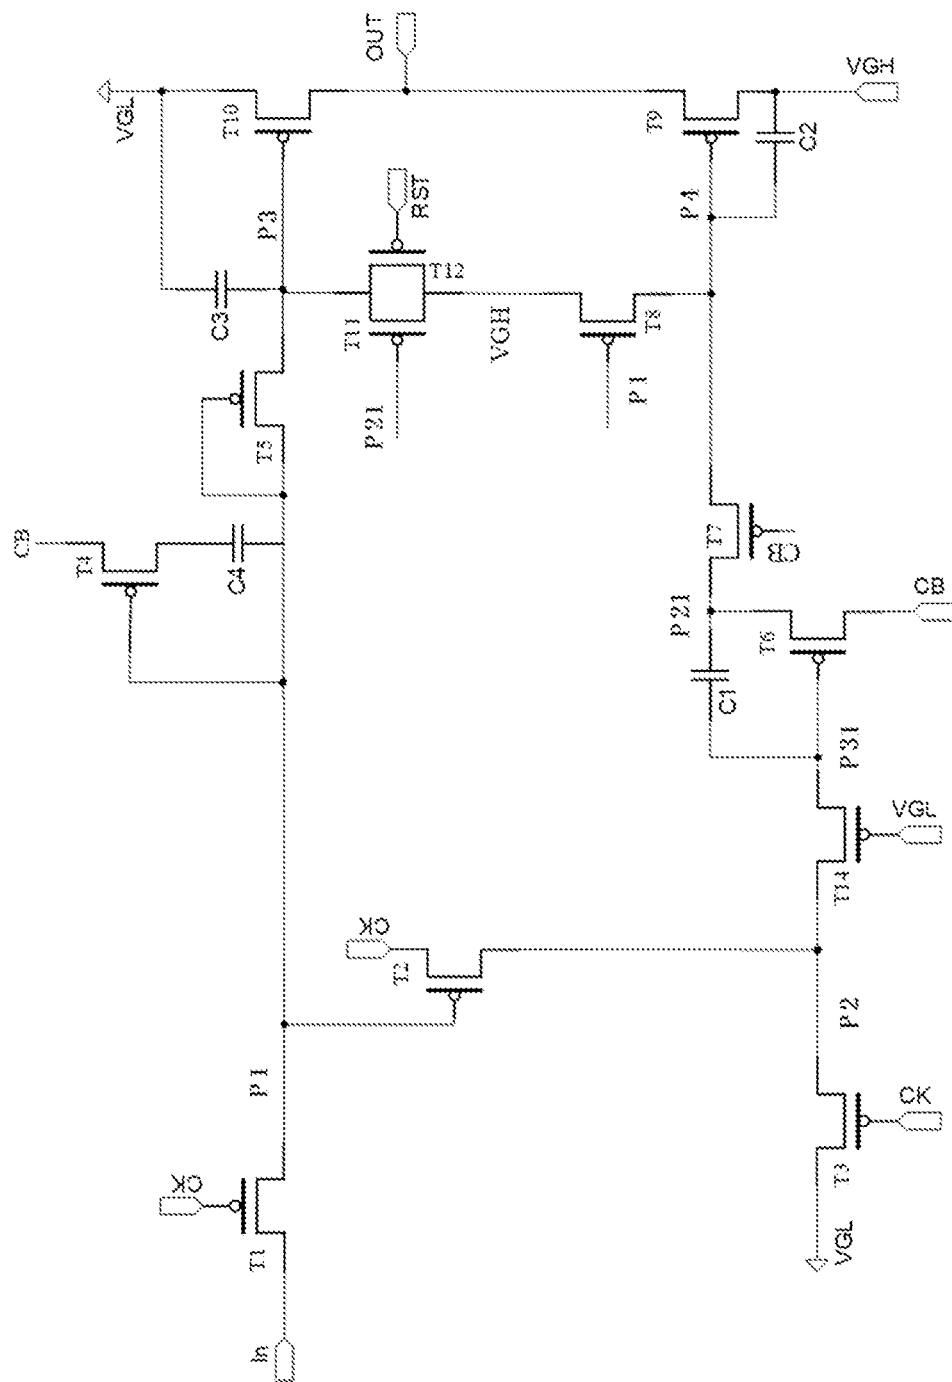 In
T1
CK
P1
T2
CK
T3
CK
VGL
P2
T14
VGL
P31
C1
T6
CB
P21
T7
CB
T4
CB
C4
T5
C3
P3
T10
VGL
OUT
T11
T12
P21
RST
VGH
T8
P1
P4
T9
C2
VGH